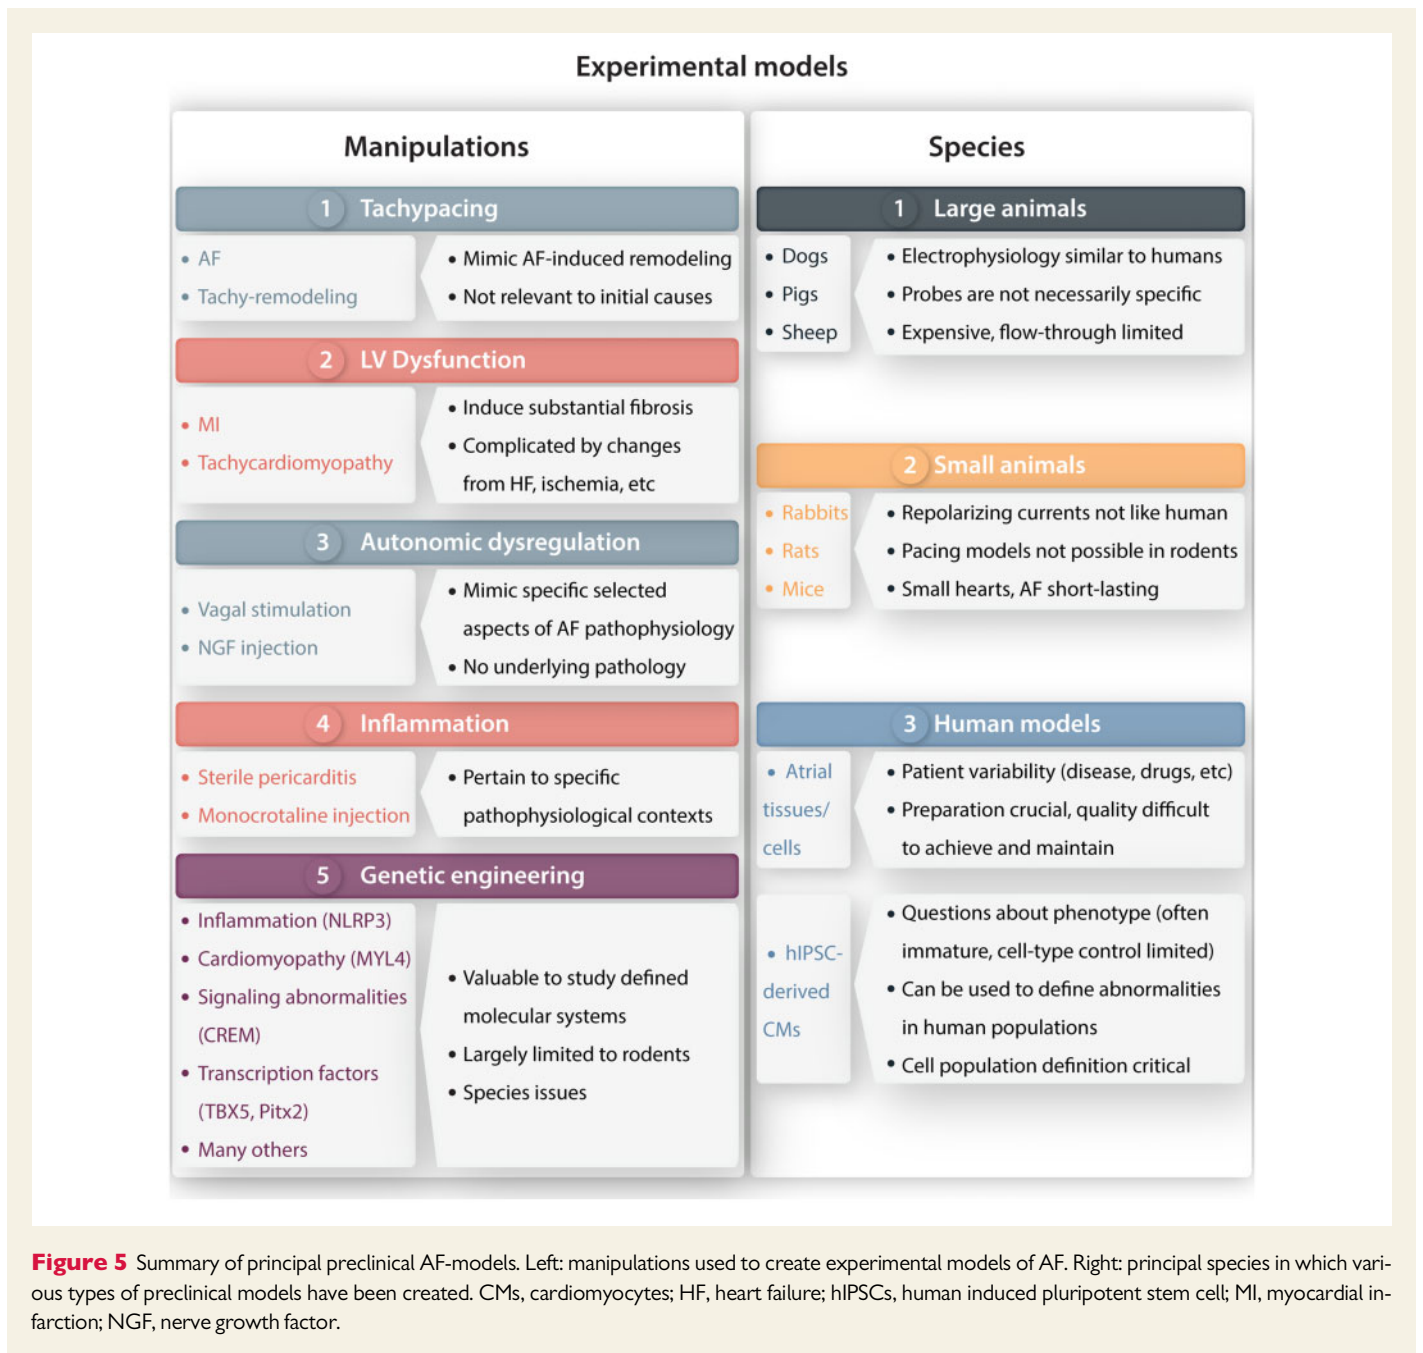 Experimental models
Manipulations
1 Tachypacing
• AF
• Tachy-remodeling
• Mimic AF-induced remodeling
• Not relevant to initial causes
2 LV Dysfunction
• MI
• Tachycardiomyopathy
• Induce substantial fibrosis
• Complicated by changes
from HF, ischemia, etc
3 Autonomic dysregulation
• Vagal stimulation
• NGF injection
• Mimic specific selected
aspects of AF pathophysiology
• No underlying pathology
4 Inflammation
• Sterile pericarditis
• Monocrotaline injection
• Pertain to specific
pathophysiological contexts
5 Genetic engineering
• Inflammation (NLRP3)
• Cardiomyopathy (MYL4)
• Signaling abnormalities
(CREM)
• Transcription factors
(TBX5, Pitx2)
• Many others
• Valuable to study defined
molecular systems
• Largely limited to rodents
• Species issues
Species
1 Large animals
• Dogs
• Pigs
• Sheep
• Electrophysiology similar to humans
• Probes are not necessarily specific
• Expensive, flow-through limited
2 Small animals
• Rabbits
• Rats
• Mice
• Repolarizing currents not like human
• Pacing models not possible in rodents
• Small hearts, AF short-lasting
3 Human models
• Atrial
tissues/
cells
• Patient variability (disease, drugs, etc)
• Preparation crucial, quality difficult
to achieve and maintain
• hIPSC-
derived
CMs
• Questions about phenotype (often
immature, cell-type control limited)
• Can be used to define abnormalities
in human populations
• Cell population definition critical
Figure 5 Summary of principal preclinical AF-models. Left: manipulations used to create experimental models of AF. Right: principal species in which vari-
ous types of preclinical models have been created. CMs, cardiomyocytes; HF, heart failure; hIPSCs, human induced pluripotent stem cell; MI, myocardial in-
farction; NGF, nerve growth factor.